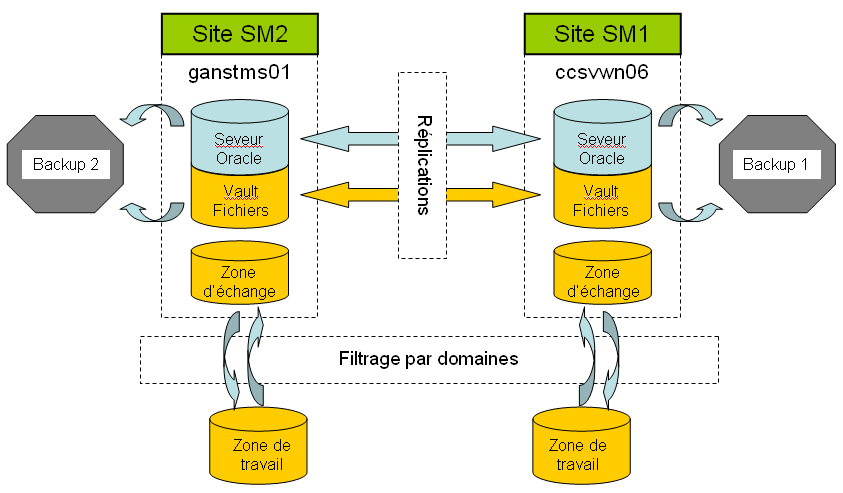 Site SM2
Site SM1
ganstms01
ccsvwn06
Réplications
Seveur
Oracle
Seveur
Oracle
Backup 2
Backup 1
Vault
Fichiers
Vault
Fichiers
Zone
d'échange
Zone
d'échange
Filtrage par domaines
Zone de
travail
Zone de
travail